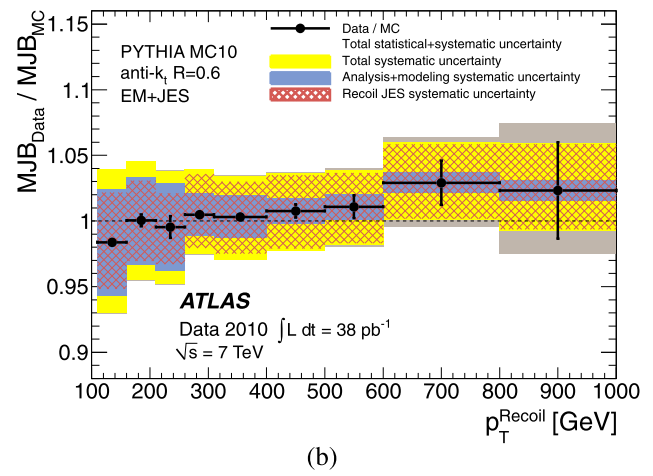 MJB_Data / MJB_MC
1.15
1.1
1.05
1
0.95
0.9
PYTHIA MC10
anti-k_t R=0.6
EM+JES
Data / MC
Total statistical+systematic uncertainty
Total systematic uncertainty
Analysis+modeling systematic uncertainty
Recoil JES systematic uncertainty
ATLAS
Data 2010 ∫L dt = 38 pb⁻¹
√s = 7 TeV
100 200 300 400 500 600 700 800 900 1000
p_T^Recoil [GeV]
(b)